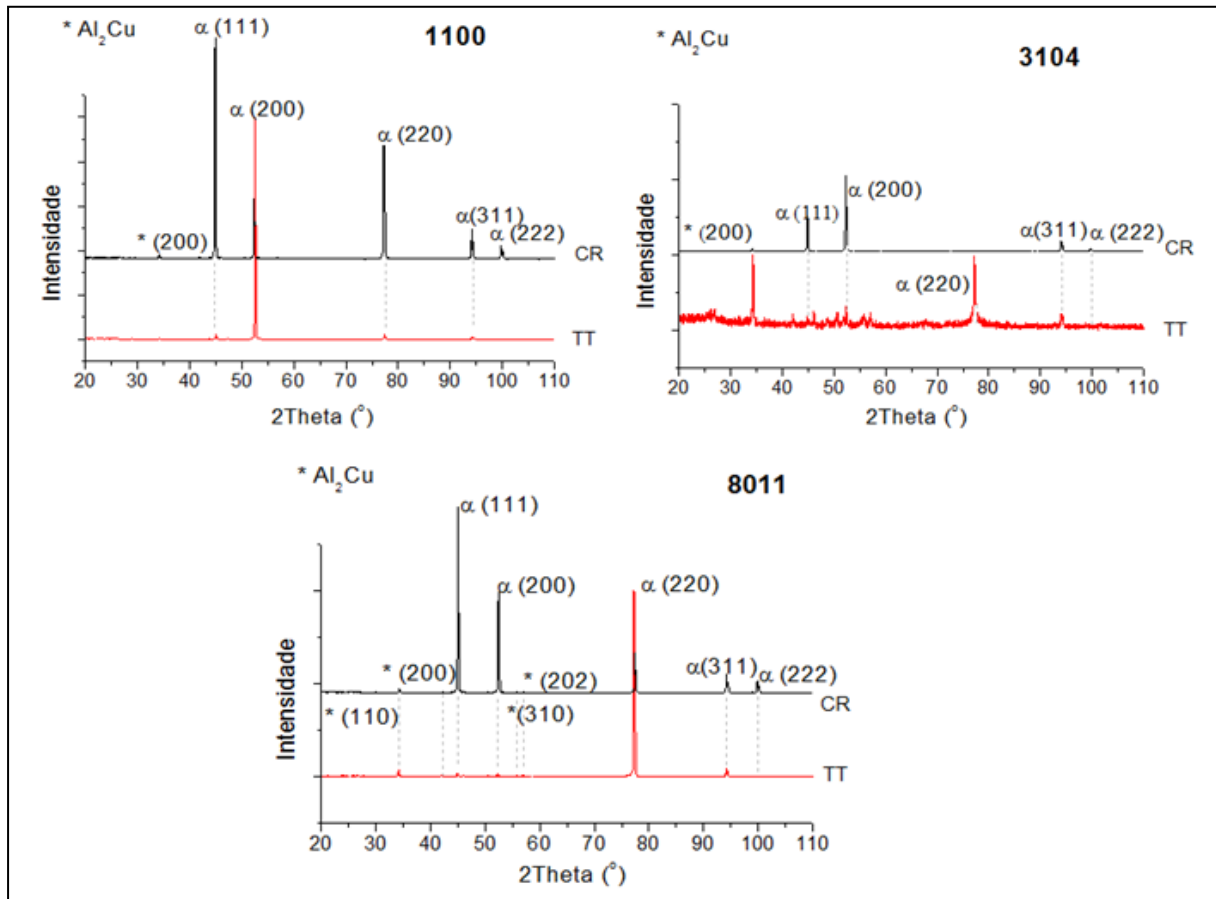 * Al₂Cu
1100
α (111)
α (200)
α (220)
α(311)
α (222)
* (200)
CR
TT
Intensidade
20 30 40 50 60 70 80 90 100 110
2Theta (°)
* Al₂Cu
3104
α (200)
α (111)
* (200)
α(311)
α (222)
CR
α (220)
TT
Intensidade
20 30 40 50 60 70 80 90 100 110
2Theta (°)
* Al₂Cu
8011
α (111)
α (200)
α (220)
* (200)
* (202)
α(311)
α (222)
CR
* (110)
*(310)
TT
Intensidade
20 30 40 50 60 70 80 90 100 110
2Theta (°)